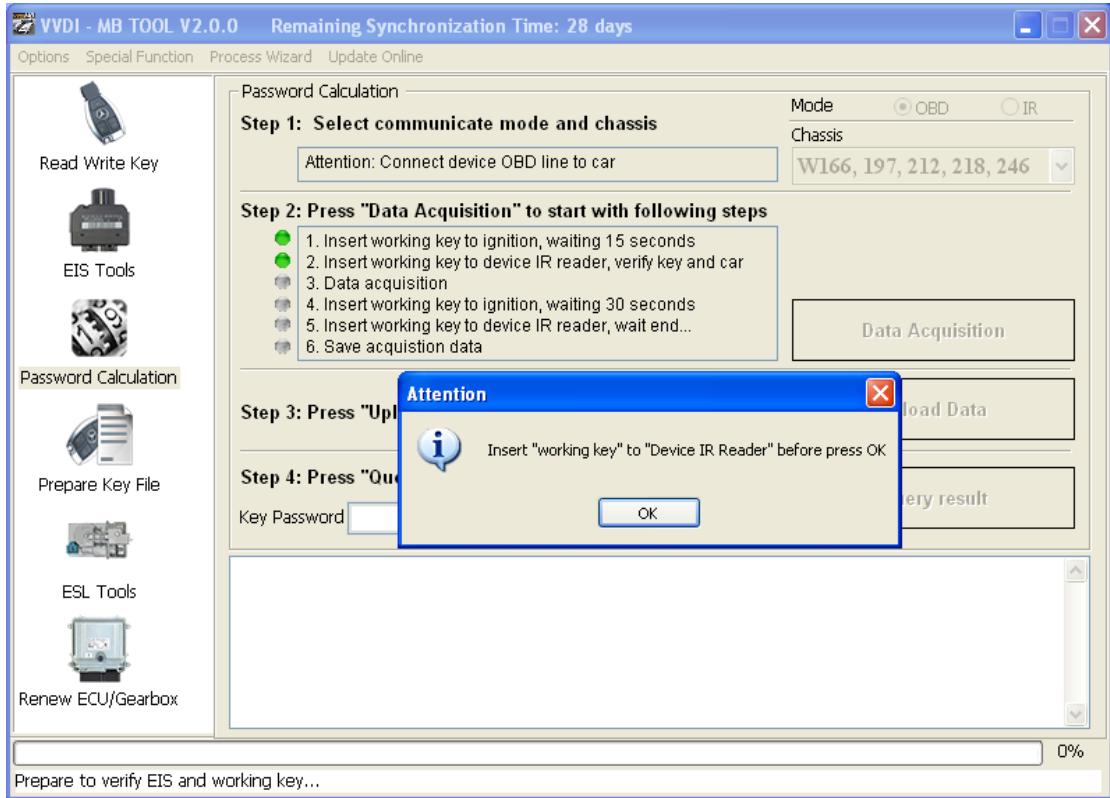 VVDI - MB TOOL V2.0.0 Remaining Synchronization Time: 28 days
Options Special Function Process Wizard Update Online
Read Write Key
EIS Tools
Password Calculation
Prepare Key File
ESL Tools
Renew ECU/Gearbox
Password Calculation
Step 1: Select communicate mode and chassis
Attention: Connect device OBD line to car
Mode OBD IR
Chassis
W166, 197, 212, 218, 246
Step 2: Press "Data Acquisition" to start with following steps
1. Insert working key to ignition, waiting 15 seconds
2. Insert working key to device IR reader, verify key and car
3. Data acquisition
4. Insert working key to ignition, waiting 30 seconds
5. Insert working key to device IR reader, wait end...
6. Save acquistion data
Data Acquisition
Step 3: Press "Upl
load Data
Step 4: Press "Que
ery result
Key Password
Attention
Insert "working key" to "Device IR Reader" before press OK
OK
0%
Prepare to verify EIS and working key...